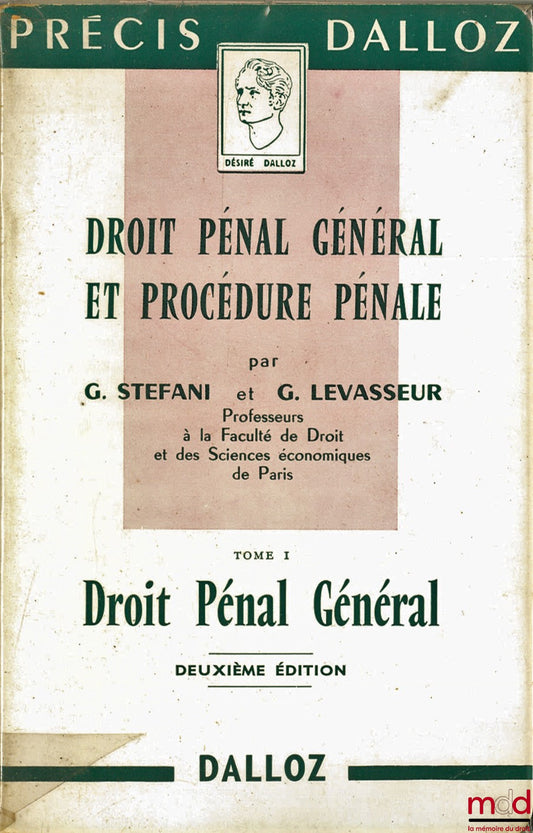 PRÉCIS DALLOZ
DÉSIRÉ DALLOZ
DROIT PÉNAL GÉNÉRAL
ET PROCÉDURE PÉNALE
par
G. STEFANI et G. LEVASSEUR
Professeurs
à la Faculté de Droit
et des Sciences économiques
de Paris
TOME I
Droit Pénal Général
DEUXIÈME ÉDITION
DALLOZ
mdd
la mémoire du droit